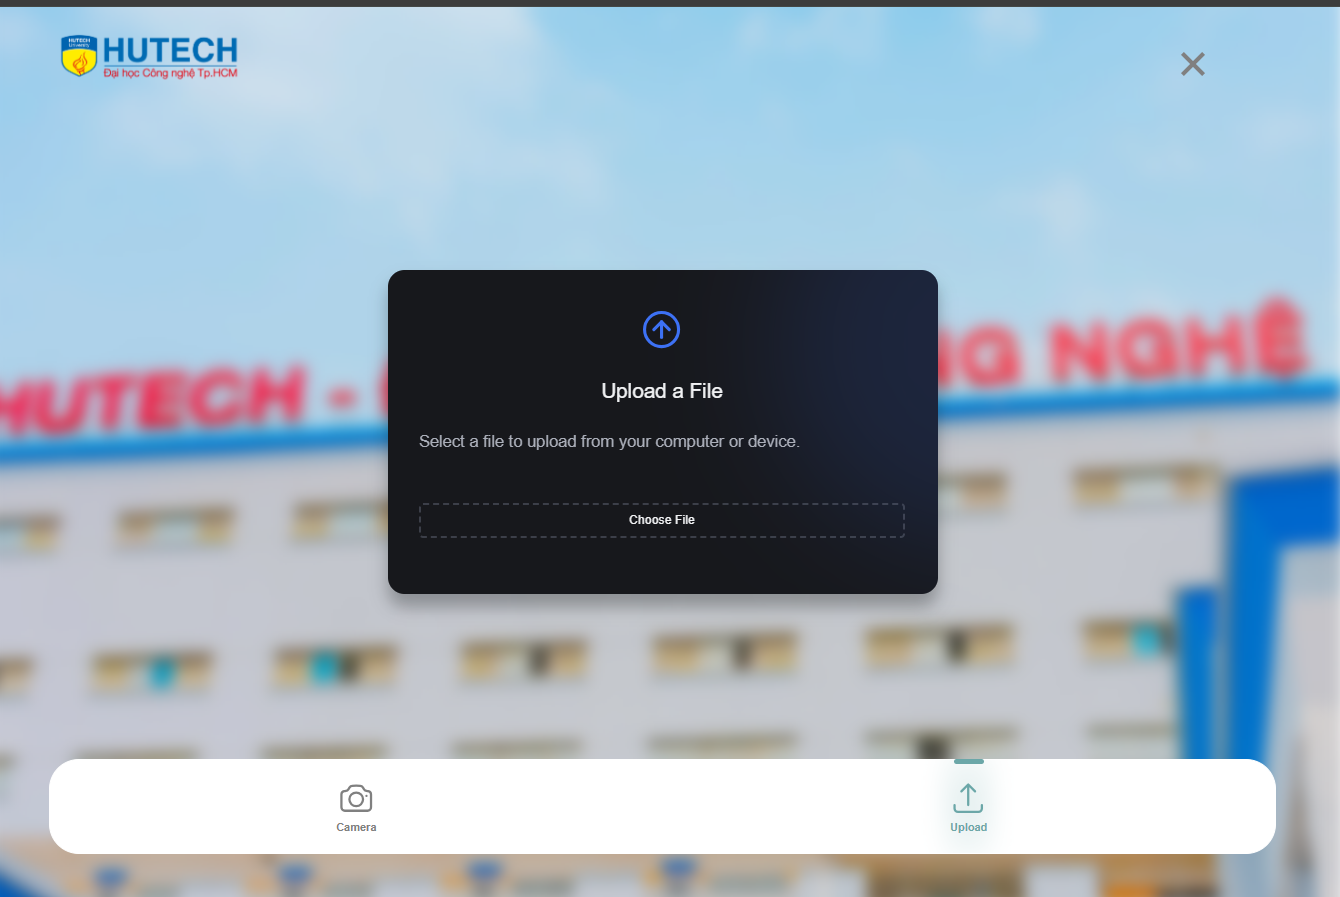 HUTECH
University
HUTECH
Đại học Công nghệ Tp.HCM
HUTECH -
NG NGHỆ
Upload a File
Select a file to upload from your computer or device.
Choose File
Camera
Upload